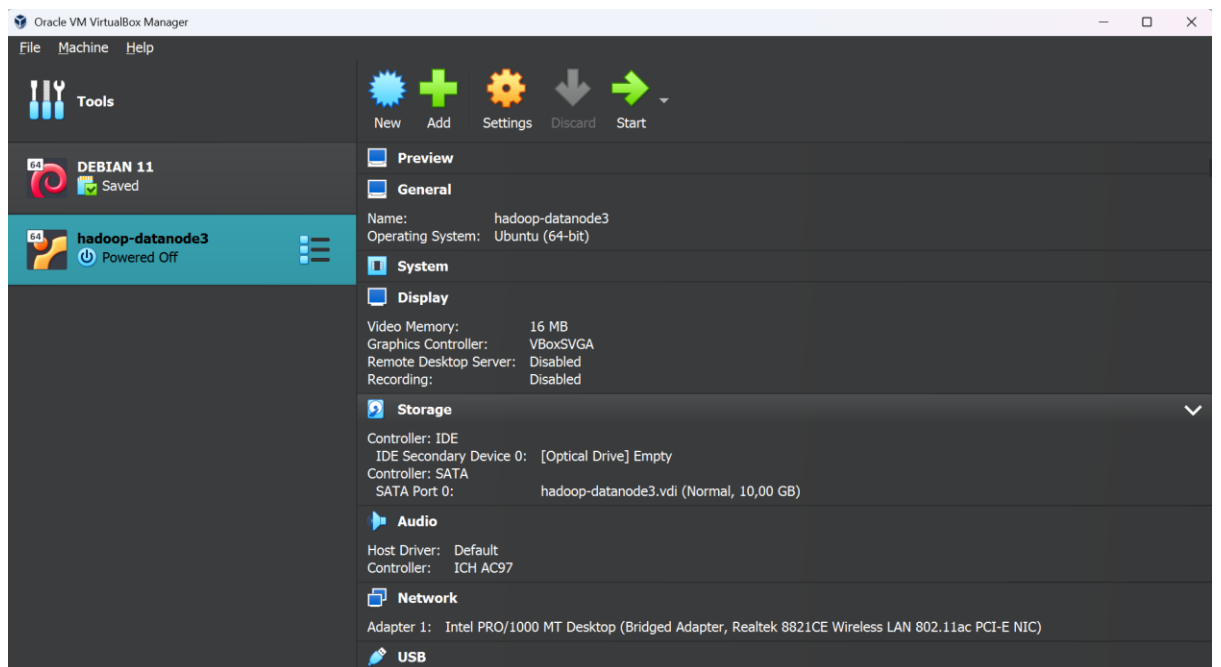 Oracle VM VirtualBox Manager
File Machine Help
Tools
New Add Settings Discard Start
64 DEBIAN 11
Saved
64 hadoop-datanode3
Powered Off
Preview
General
Name: hadoop-datanode3
Operating System: Ubuntu (64-bit)
System
Display
Video Memory: 16 MB
Graphics Controller: VBoxSVGA
Remote Desktop Server: Disabled
Recording: Disabled
Storage
Controller: IDE
IDE Secondary Device 0: [Optical Drive] Empty
Controller: SATA
SATA Port 0: hadoop-datanode3.vdi (Normal, 10,00 GB)
Audio
Host Driver: Default
Controller: ICH AC97
Network
Adapter 1: Intel PRO/1000 MT Desktop (Bridged Adapter, Realtek 8821CE Wireless LAN 802.11ac PCI-E NIC)
USB